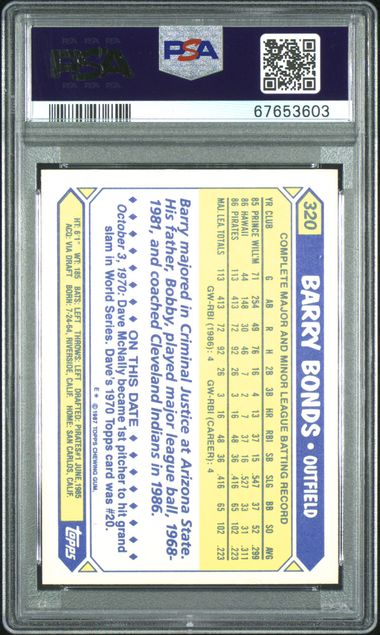 PSA
PSA
67653603
320
BARRY BONDS • OUTFIELD
COMPLETE MAJOR AND MINOR LEAGUE BATTING RECORD
YR CLUB G AB R H 2B 3B HR RBI SB SLG BB SO AVG
85 PRINCE WILL'M 71 254 49 76 16 4 13 37 15 .547 37 52 .299
86 HAWAII 44 148 30 46 7 2 7 37 16 .527 33 31 .311
86 PIRATES 113 413 72 92 26 3 16 48 36 .416 65 102 .223
MAJ. LEA. TOTALS 113 413 72 92 26 3 16 48 36 .416 65 102 .223
GW-RBI (1986): 4 GW-RBI (CAREER): 4
Barry majored in Criminal Justice at Arizona State.
His father, Bobby, played major league ball, 1968-
1981, and coached Cleveland Indians in 1986.
ON THIS DATE
October 3, 1970: Dave McNally became 1st pitcher to hit grand
slam in World Series. Dave's 1970 Topps card was #20.
E* © 1987 TOPPS CHEWING GUM,
HT: 6'1" WT: 185 BATS: LEFT THROWS: LEFT DRAFTED: PIRATES#1-JUNE,1985
ACQ: VIA DRAFT BORN: 7-24-64, RIVERSIDE, CALIF. HOME: SAN CARLOS, CALIF.
topps